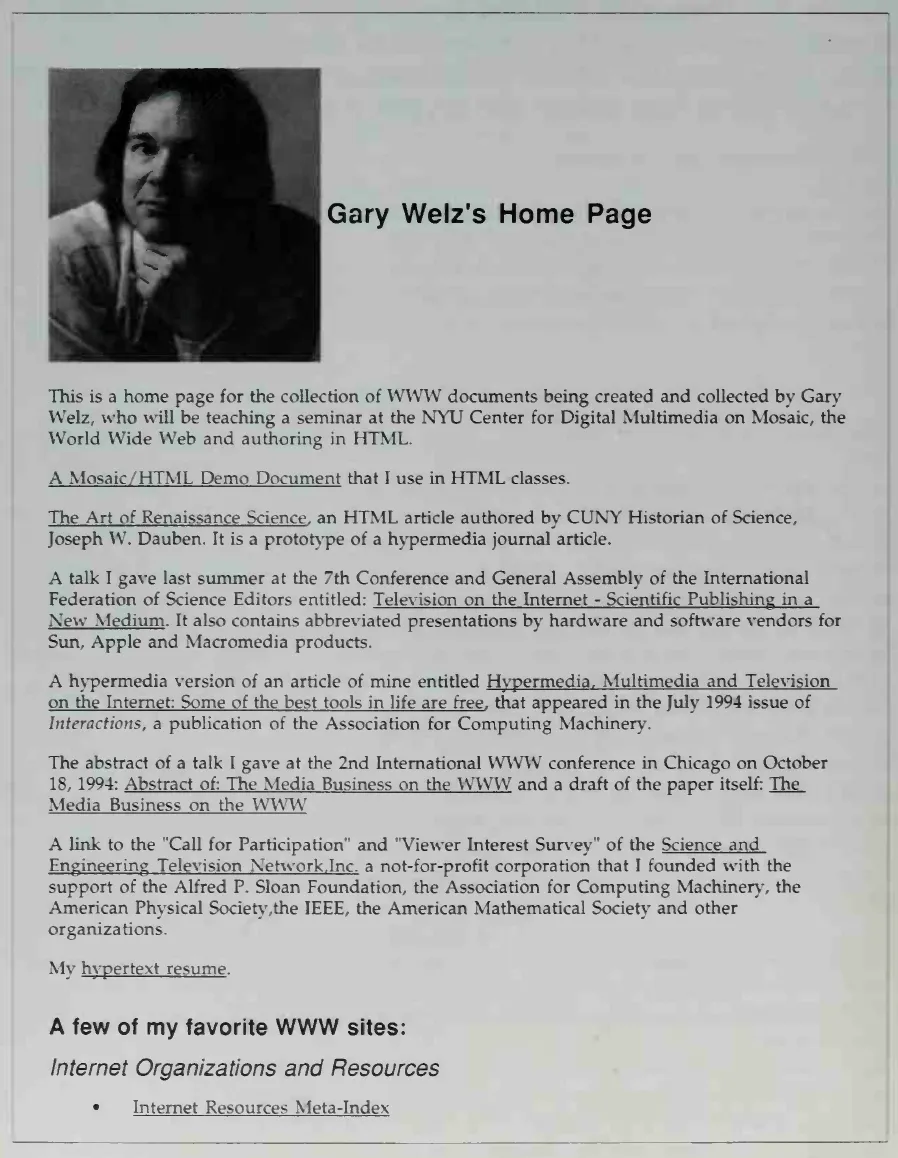 Gary Welz's Home Page
This is a home page for the collection of WWW documents being created and collected by Gary
Welz, who will be teaching a seminar at the NYU Center for Digital Multimedia on Mosaic, the
World Wide Web and authoring in HTML.
A Mosaic/HTML Demo Document that I use in HTML classes.
The Art of Renaissance Science, an HTML article authored by CUNY Historian of Science,
Joseph W. Dauben. It is a prototype of a hypermedia journal article.
A talk I gave last summer at the 7th Conference and General Assembly of the International
Federation of Science Editors entitled: Television on the Internet - Scientific Publishing in a
New Medium. It also contains abbreviated presentations by hardware and software vendors for
Sun, Apple and Macromedia products.
A hypermedia version of an article of mine entitled Hypermedia, Multimedia and Television
on the Internet: Some of the best tools in life are free, that appeared in the July 1994 issue of
Interactions, a publication of the Association for Computing Machinery.
The abstract of a talk I gave at the 2nd International WWW conference in Chicago on October
18, 1994: Abstract of: The Media Business on the WWW and a draft of the paper itself: The
Media Business on the WWW
A link to the "Call for Participation" and "Viewer Interest Survey" of the Science and
Engineering Television Network,Inc. a not-for-profit corporation that I founded with the
support of the Alfred P. Sloan Foundation, the Association for Computing Machinery, the
American Physical Society,the IEEE, the American Mathematical Society and other
organizations.
My hypertext resume.
A few of my favorite WWW sites:
Internet Organizations and Resources
• Internet Resources Meta-Index